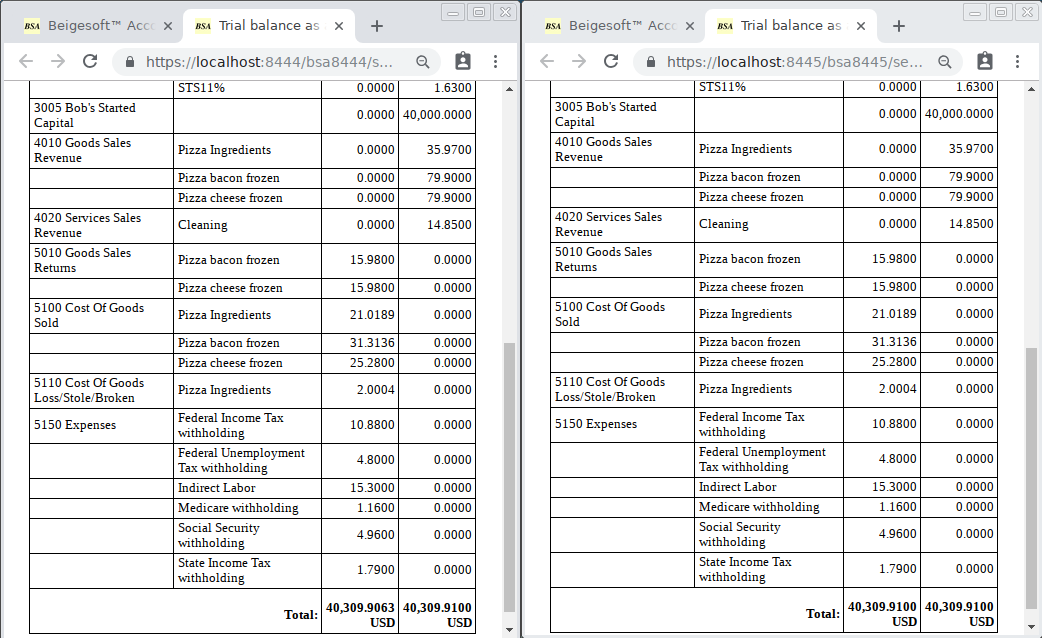 BSA Beigesoft™ Acc
BSA Trial balance as
https://localhost:8444/bsa8444/s...
STS11% 0.0000 1.6300
3005 Bob's Started 0.0000 40,000.0000
Capital
4010 Goods Sales Pizza Ingredients 0.0000 35.9700
Revenue
Pizza bacon frozen 0.0000 79.9000
Pizza cheese frozen 0.0000 79.9000
4020 Services Sales Cleaning 0.0000 14.8500
Revenue
5010 Goods Sales Pizza bacon frozen 15.9800 0.0000
Returns
Pizza cheese frozen 15.9800 0.0000
5100 Cost Of Goods Pizza Ingredients 21.0189 0.0000
Sold
Pizza bacon frozen 31.3136 0.0000
Pizza cheese frozen 25.2800 0.0000
5110 Cost Of Goods Pizza Ingredients 2.0004 0.0000
Loss/Stole/Broken
5150 Expenses Federal Income Tax 10.8800 0.0000
withholding
Federal Unemployment 4.8000 0.0000
Tax withholding
Indirect Labor 15.3000 0.0000
Medicare withholding 1.1600 0.0000
Social Security 4.9600 0.0000
withholding
State Income Tax 1.7900 0.0000
withholding
Total: 40,309.9063 40,309.9100
USD USD
BSA Beigesoft™ Acc
BSA Trial balance as
https://localhost:8445/bsa8445/se...
STS11% 0.0000 1.6300
3005 Bob's Started 0.0000 40,000.0000
Capital
4010 Goods Sales Pizza Ingredients 0.0000 35.9700
Revenue
Pizza bacon frozen 0.0000 79.9000
Pizza cheese frozen 0.0000 79.9000
4020 Services Sales Cleaning 0.0000 14.8500
Revenue
5010 Goods Sales Pizza bacon frozen 15.9800 0.0000
Returns
Pizza cheese frozen 15.9800 0.0000
5100 Cost Of Goods Pizza Ingredients 21.0189 0.0000
Sold
Pizza bacon frozen 31.3136 0.0000
Pizza cheese frozen 25.2800 0.0000
5110 Cost Of Goods Pizza Ingredients 2.0004 0.0000
Loss/Stole/Broken
5150 Expenses Federal Income Tax 10.8800 0.0000
withholding
Federal Unemployment 4.8000 0.0000
Tax withholding
Indirect Labor 15.3000 0.0000
Medicare withholding 1.1600 0.0000
Social Security 4.9600 0.0000
withholding
State Income Tax 1.7900 0.0000
withholding
Total: 40,309.9100 40,309.9100
USD USD